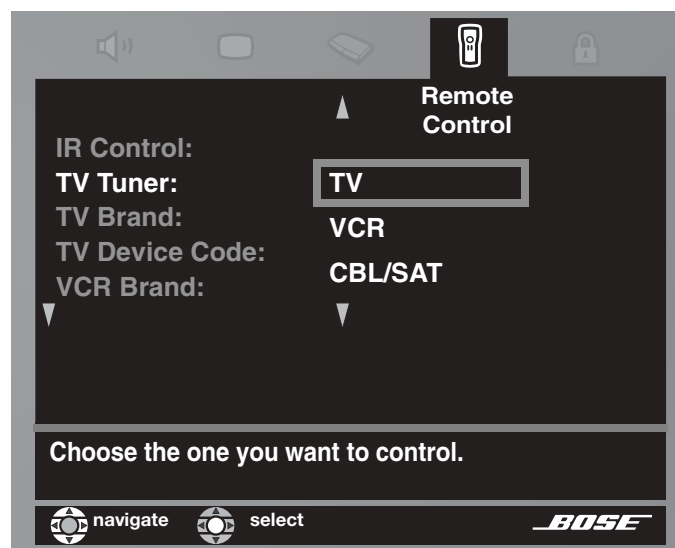 Remote
Control
IR Control:
TV Tuner:
TV
TV Brand:
VCR
TV Device Code:
CBL/SAT
VCR Brand:
Choose the one you want to control.
navigate
select
BOSE